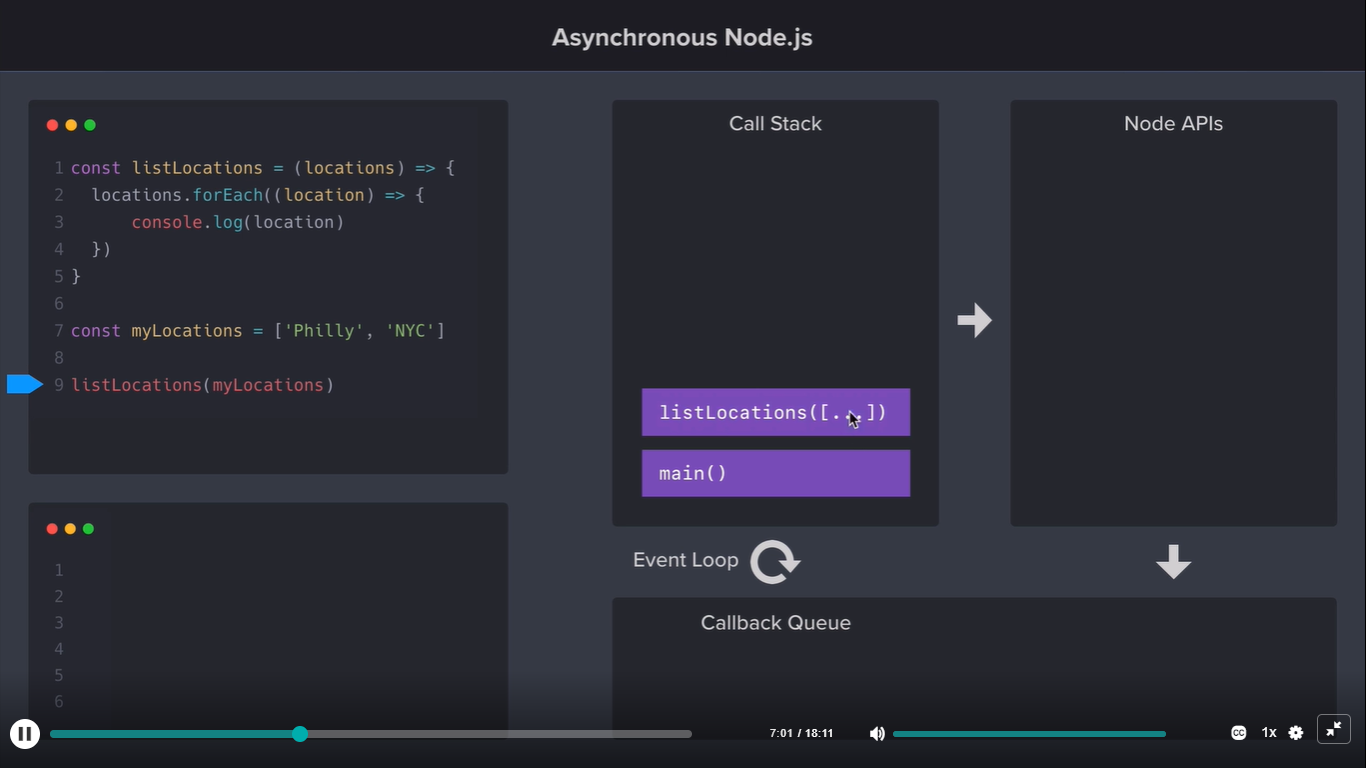 Asynchronous Node.js
1 const listLocations = (locations) => {
2   locations.forEach((location) => {
3       console.log(location)
4   })
5 }
6
7 const myLocations = ['Philly', 'NYC']
8
9 listLocations(myLocations)
1
2
3
4
5
6
Call Stack
listLocations([...])
main()
Node APIs
Event Loop
Callback Queue
7:01 / 18:11
CC
1x